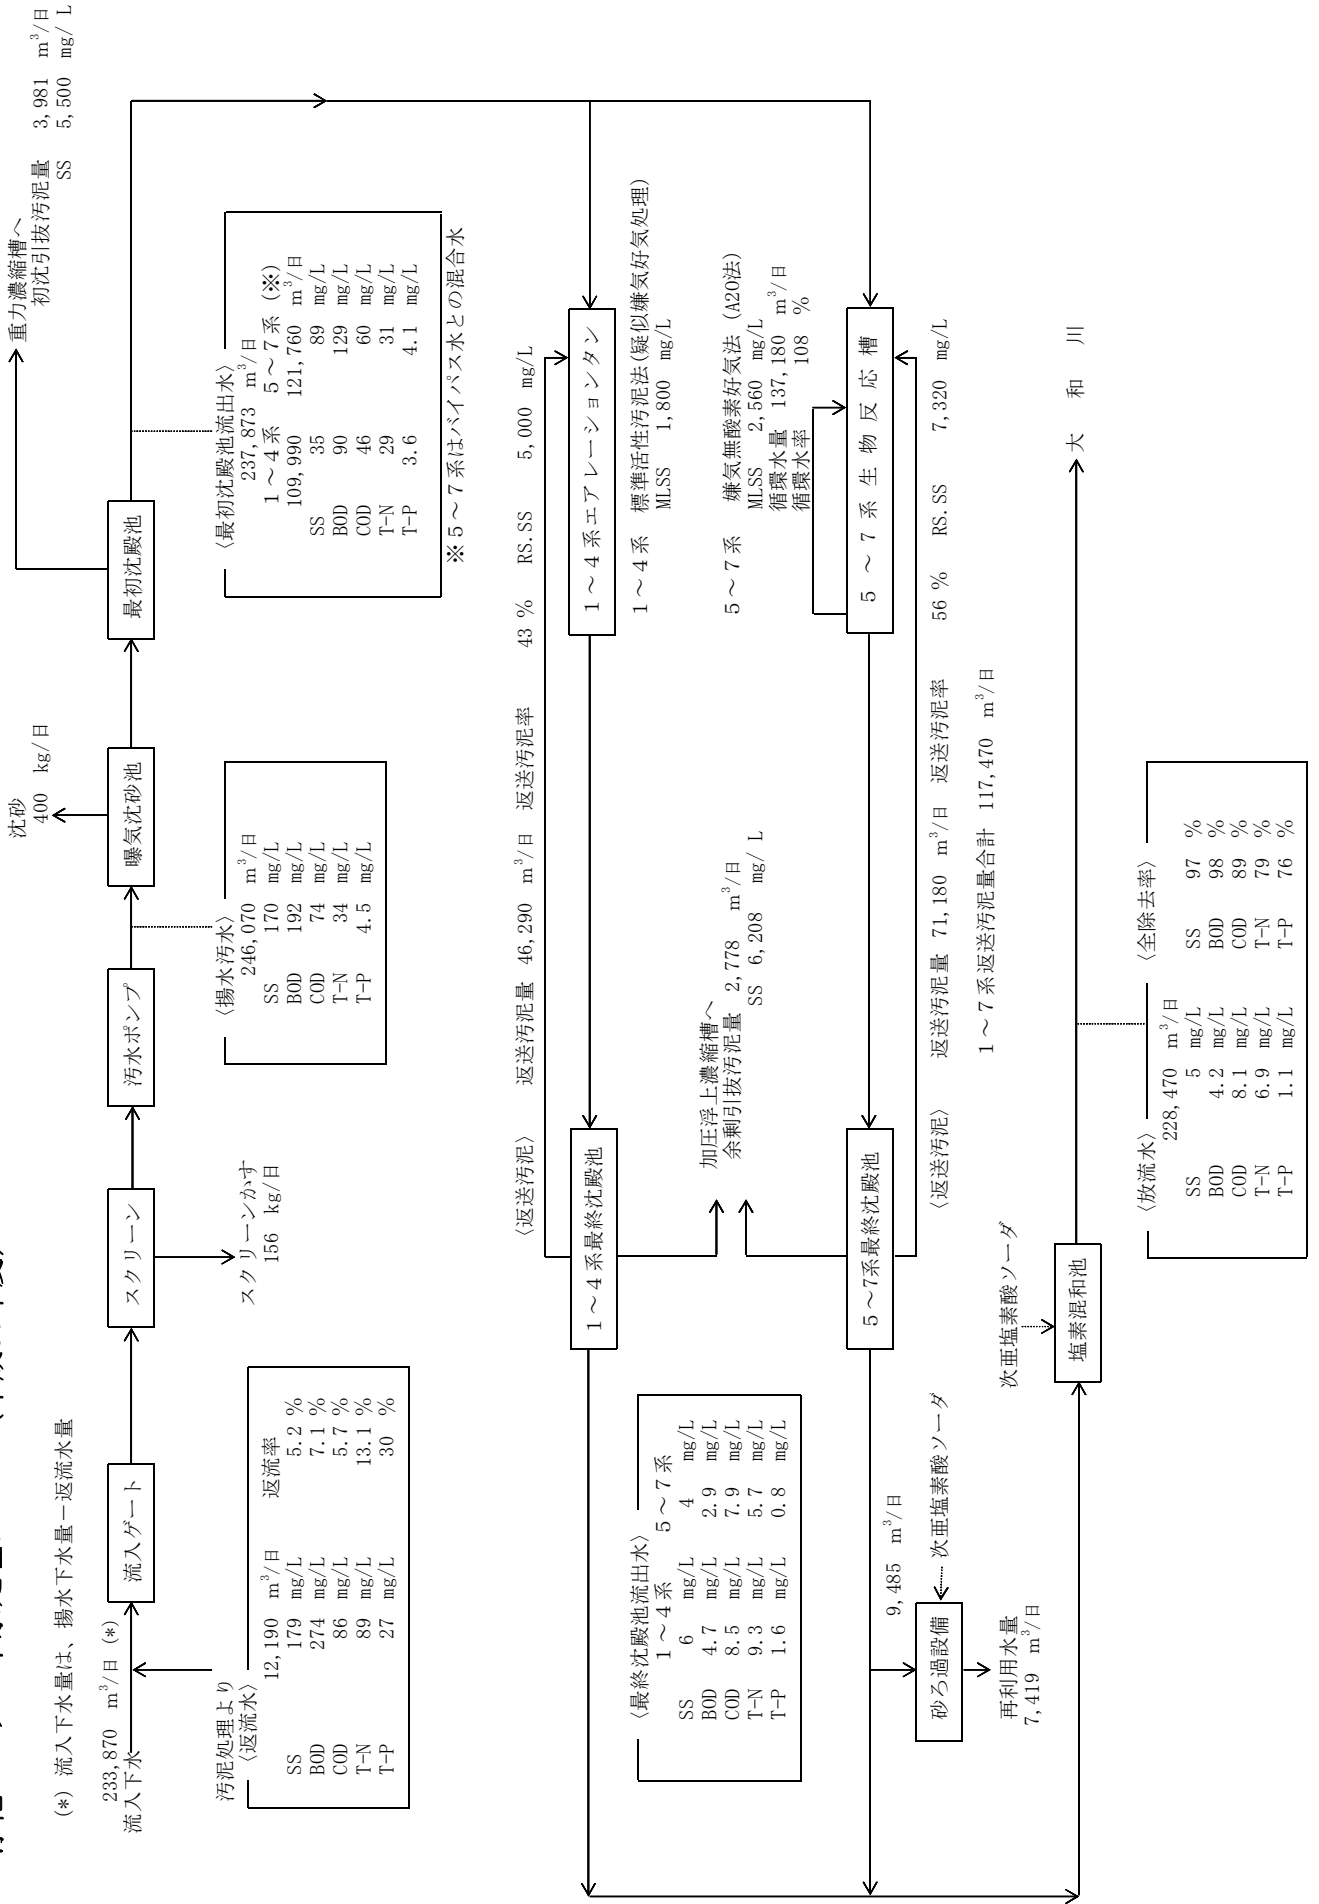 (*) 流入下水量は、揚水下水量－返流水量
233,870 m³/日 (*)
流入下水
流入ゲート
汚泥処理より
〈返流水〉
12,190 m³/日 返流率
SS 179 mg/L 5.2 %
BOD 274 mg/L 7.1 %
COD 86 mg/L 5.7 %
T-N 89 mg/L 13.1 %
T-P 27 mg/L 30 %
スクリーン
スクリーンかす
156 kg/日
汚水ポンプ
〈揚水汚水〉
246,070 m³/日
SS 170 mg/L
BOD 192 mg/L
COD 74 mg/L
T-N 34 mg/L
T-P 4.5 mg/L
沈砂
400 kg/日
曝気沈砂池
最初沈殿池
重力濃縮槽へ
初沈引抜汚泥量 3,981 m³/日
SS 5,500 mg/L
〈最初沈殿池流出水〉
237,873 m³/日
1～4系 5～7系 (※)
109,990 121,760 m³/日
SS 35 89 mg/L
BOD 90 129 mg/L
COD 46 60 mg/L
T-N 29 31 mg/L
T-P 3.6 4.1 mg/L
※5～7系はバイパス水との混合水
〈返送汚泥〉 返送汚泥量 46,290 m³/日 返送汚泥率 43 % RS.SS 5,000 mg/L
1～4系最終沈殿池
1～4系エアレーションタン
1～4系 標準活性汚泥法(疑似嫌気好気処理)
MLSS 1,800 mg/L
加圧浮上濃縮槽へ
余剰引抜汚泥量 2,778 m³/日
SS 6,208 mg/L
5～7系 嫌気無酸素好気法 (A20法)
MLSS 2,560 mg/L
循環水量 137,180 m³/日
循環水率 108 %
5～7系最終沈殿池
5～7系生物反応槽
〈返送汚泥〉 返送汚泥量 71,180 m³/日 返送汚泥率 56 % RS.SS 7,320 mg/L
1～7系返送汚泥量合計 117,470 m³/日
〈最終沈殿池流出水〉
1～4系 5～7系
SS 6 mg/L 4 mg/L
BOD 4.7 mg/L 2.9 mg/L
COD 8.5 mg/L 7.9 mg/L
T-N 9.3 mg/L 5.7 mg/L
T-P 1.6 mg/L 0.8 mg/L
9,485 m³/日
砂ろ過設備
次亜塩素酸ソーダ
再利用水量
7,419 m³/日
次亜塩素酸ソーダ
塩素混和池
大和川
〈放流水〉 〈全除去率〉
228,470 m³/日
SS 5 mg/L SS 97 %
BOD 4.2 mg/L BOD 98 %
COD 8.1 mg/L COD 89 %
T-N 6.9 mg/L T-N 79 %
T-P 1.1 mg/L T-P 76 %